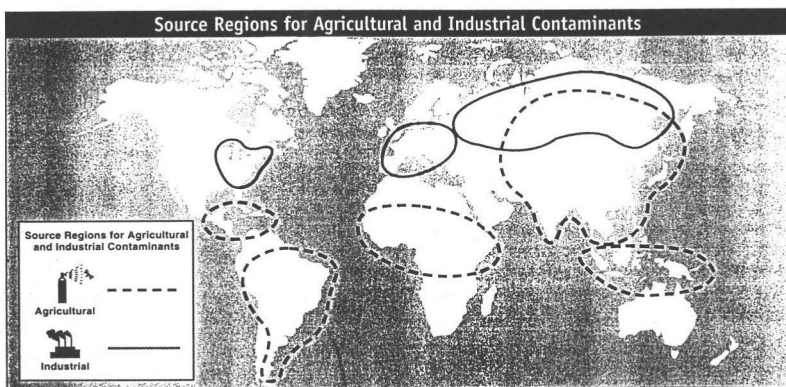 Source Regions for Agricultural and Industrial Contaminants
Source Regions for Agricultural
and Industrial Contaminants
Agricultural
Industrial